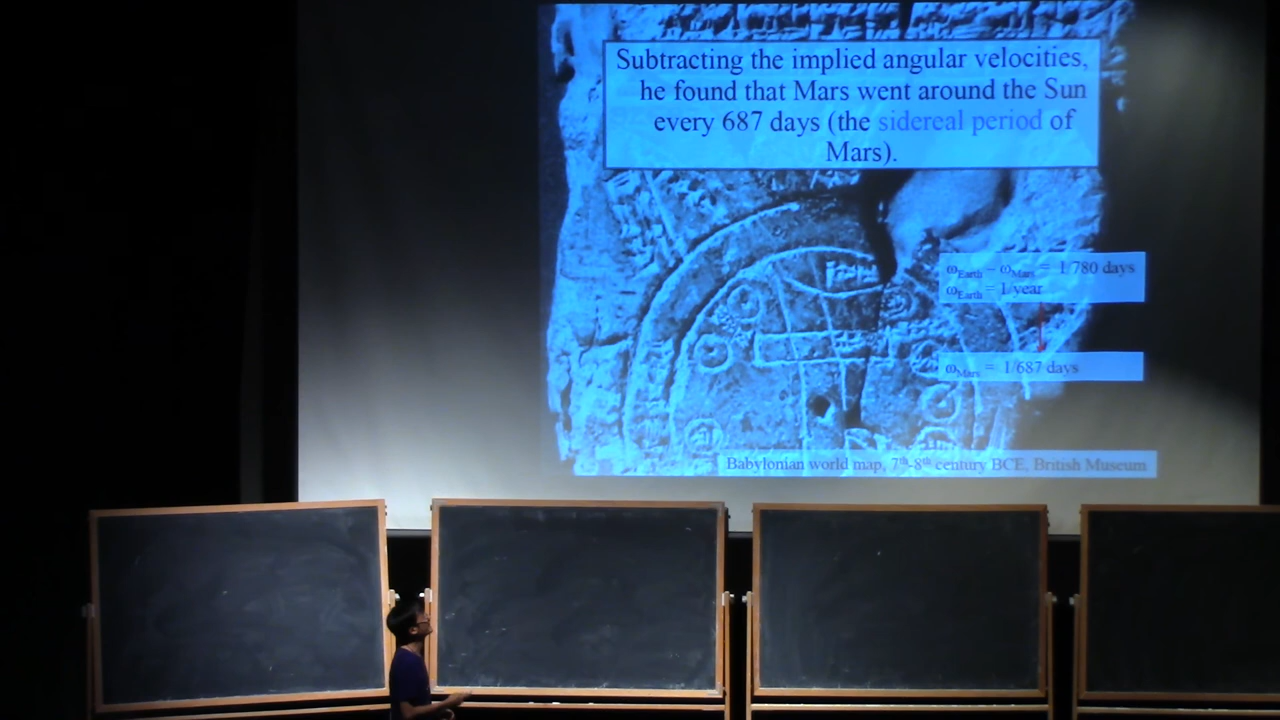 Subtracting the implied angular velocities,
he found that Mars went around the Sun
every 687 days (the sidereal period of
Mars).
ωEarth – ωMars = 1/780 days
ωEarth = 1/year
ωMars = 1/687 days
Babylonian world map, 7th-8th century BCE, British Museum